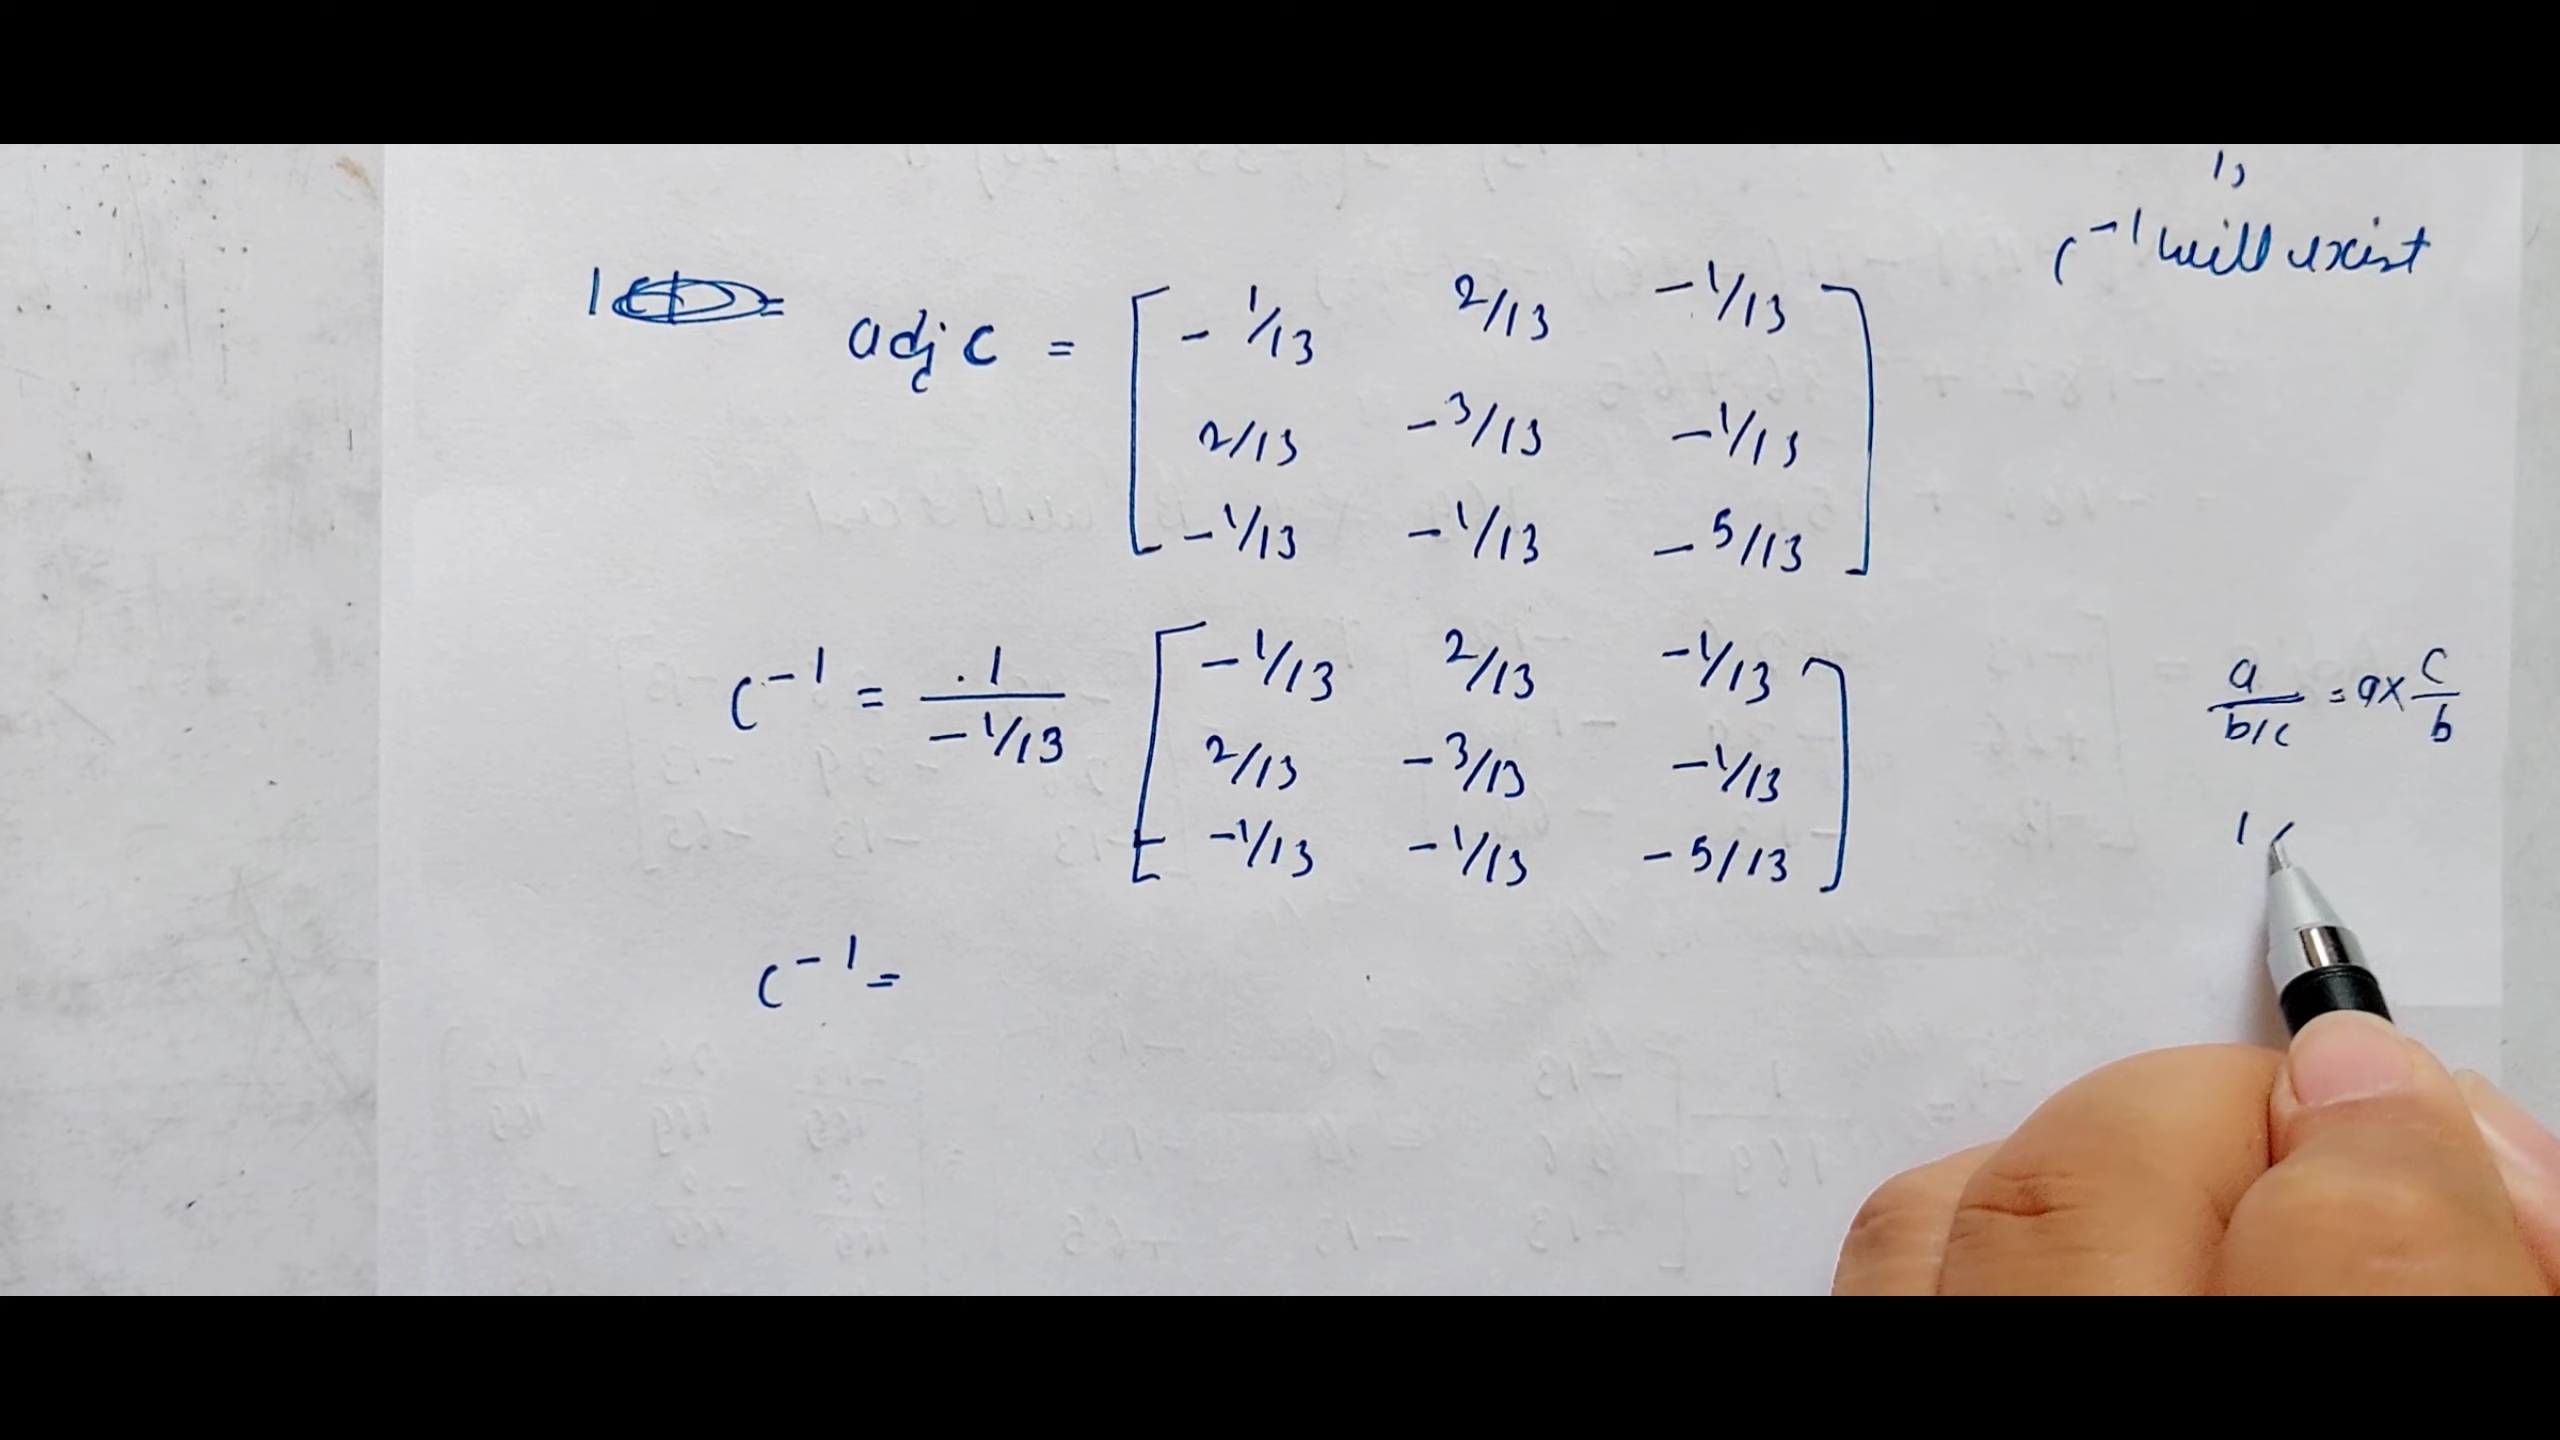 c⁻¹ will exist
adj c = [ -1/13 2/13 -1/13
2/13 -3/13 -1/13
-1/13 -1/13 -5/13 ]
c⁻¹ = 1/(-1/13) [ -1/13 2/13 -1/13
2/13 -3/13 -1/13
-1/13 -1/13 -5/13 ]
a/(b/c) = a × c/b
1
c⁻¹ =